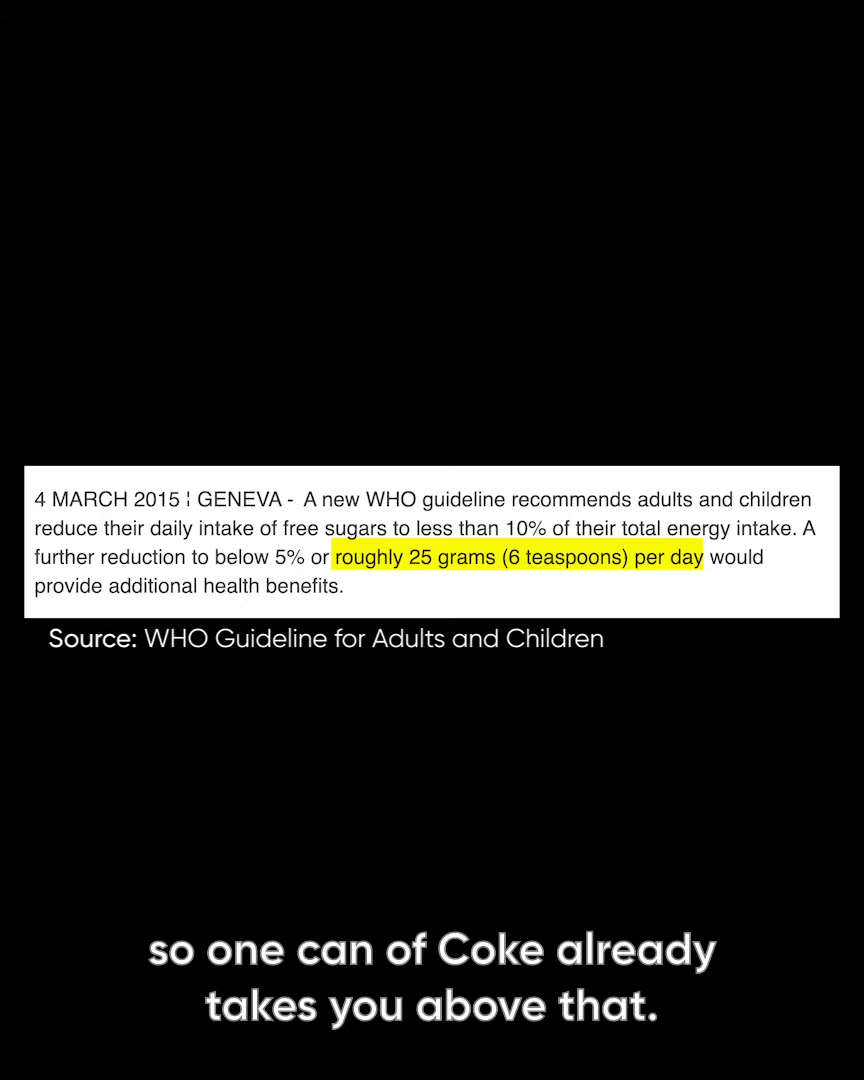 4 MARCH 2015 ¦ GENEVA - A new WHO guideline recommends adults and children
reduce their daily intake of free sugars to less than 10% of their total energy intake. A
further reduction to below 5% or roughly 25 grams (6 teaspoons) per day would
provide additional health benefits.
Source: WHO Guideline for Adults and Children
so one can of Coke already
takes you above that.